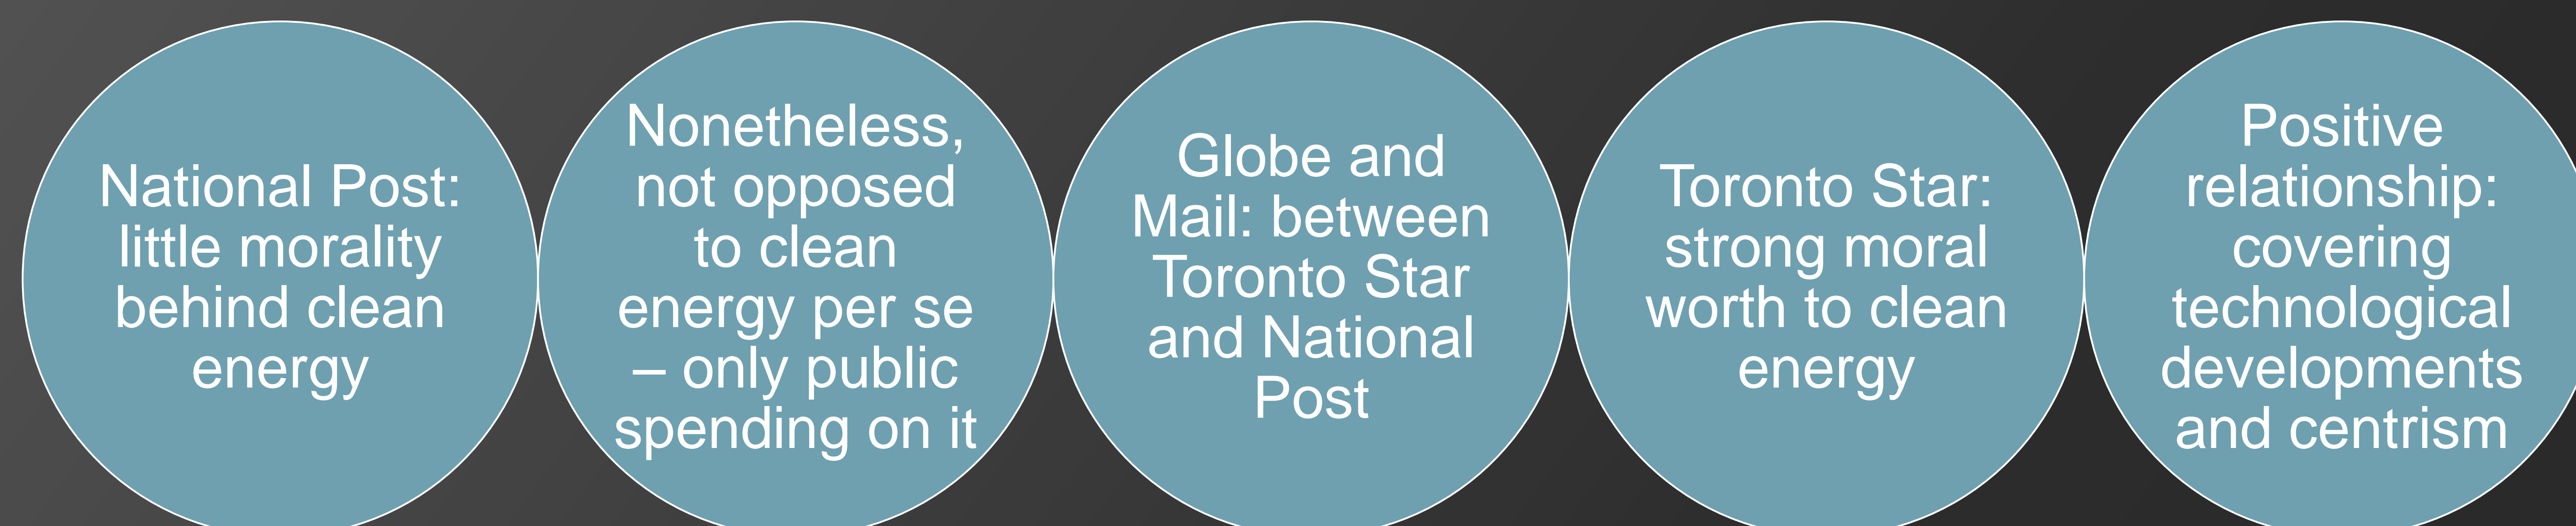 National Post:
little morality
behind clean
energy
Nonetheless,
not opposed
to clean
energy per se
– only public
spending on it
Globe and
Mail: between
Toronto Star
and National
Post
Toronto Star:
strong moral
worth to clean
energy
Positive
relationship:
covering
technological
developments
and centrism